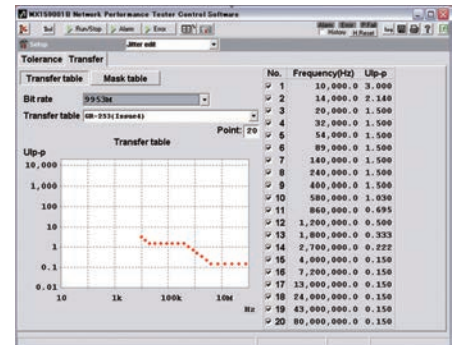 MX159001B Network Performance Tester Control Software
3rd Run/Stop Alarm Error
Alarm Error P.Fail
History H.Reset
Setup Jitter edit
Tolerance Transfer
Transfer table Mask table
Bit rate 9953M
Transfer table GR-253(Issue4)
Point: 20
Transfer table
UIp-p
10,000
1,000
100
10
1
0.1
0.01
10 1k 100k 10M
Hz
No. Frequency(Hz) UIp-p
1 10,000.0 3.000
2 14,000.0 2.140
3 20,000.0 1.500
4 32,000.0 1.500
5 54,000.0 1.500
6 89,000.0 1.500
7 140,000.0 1.500
8 240,000.0 1.500
9 400,000.0 1.500
10 580,000.0 1.030
11 860,000.0 0.695
12 1,200,000.0 0.500
13 1,800,000.0 0.333
14 2,700,000.0 0.222
15 4,000,000.0 0.150
16 7,200,000.0 0.150
17 13,000,000.0 0.150
18 24,000,000.0 0.150
19 43,000,000.0 0.150
20 80,000,000.0 0.150